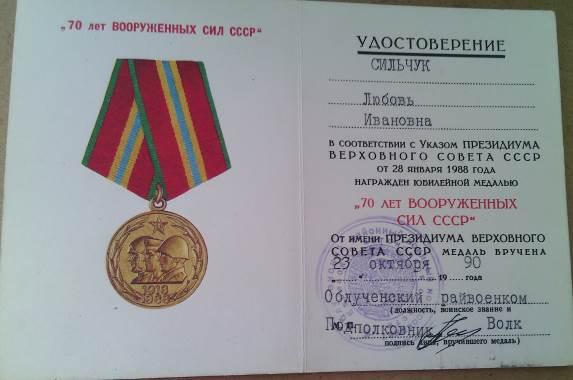 „70 лет ВООРУЖЕННЫХ СИЛ СССР"
1918
1988
УДОСТОВЕРЕНИЕ
СИЛЬЧУК
Любовь
Ивановна
В СООТВЕТСТВИИ С УКАЗОМ ПРЕЗИДИУМА
ВЕРХОВНОГО СОВЕТА СССР
ОТ 28 ЯНВАРЯ 1988 ГОДА
НАГРАЖДЕН ЮБИЛЕЙНОЙ МЕДАЛЬЮ
„70 ЛЕТ ВООРУЖЕННЫХ
СИЛ СССР"
ОТ ИМЕНИ ПРЕЗИДИУМА ВЕРХОВНОГО
СОВЕТА СССР МЕДАЛЬ ВРУЧЕНА
23 октября 90
„....." ............ 19 ..... ГОДА
Облученский райвоенком
(должность, воинское звание и
Подполковник Волк
подпись лица, вручившего медаль)